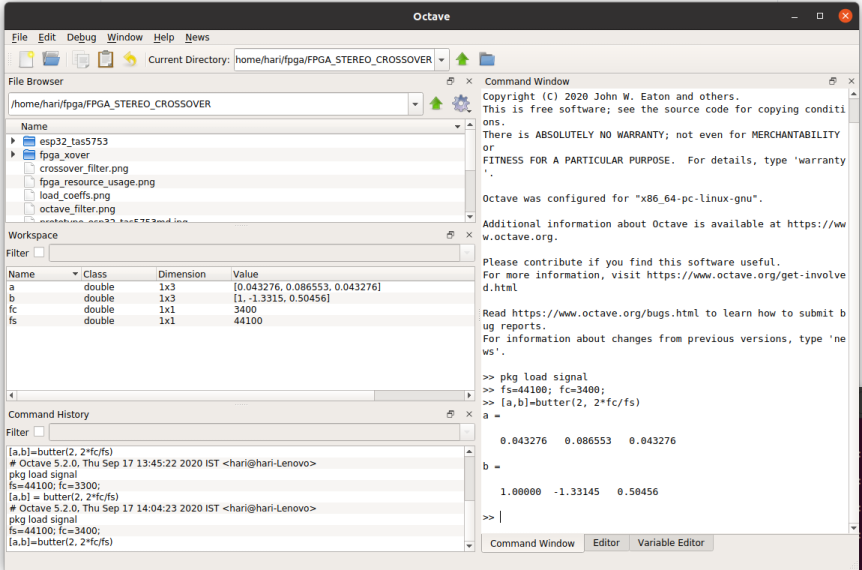 Octave
File Edit Debug Window Help News
Current Directory: home/hari/fpga/FPGA_STEREO_CROSSOVER
File Browser
/home/hari/fpga/FPGA_STEREO_CROSSOVER
Name
esp32_tas5753
fpga_xover
crossover_filter.png
fpga_resource_usage.png
load_coeffs.png
octave_filter.png
Workspace
Filter
Name Class Dimension Value
a double 1x3 [0.043276, 0.086553, 0.043276]
b double 1x3 [1, -1.3315, 0.50456]
fc double 1x1 3400
fs double 1x1 44100
Command History
Filter
[a,b]=butter(2, 2*fc/fs)
# Octave 5.2.0, Thu Sep 17 13:45:22 2020 IST <hari@hari-Lenovo>
pkg load signal
fs=44100; fc=3300;
[a,b] = butter(2, 2*fc/fs)
# Octave 5.2.0, Thu Sep 17 14:04:23 2020 IST <hari@hari-Lenovo>
pkg load signal
fs=44100; fc=3400;
[a,b]=butter(2, 2*fc/fs)
Command Window
Copyright (C) 2020 John W. Eaton and others.
This is free software; see the source code for copying conditi
ons.
There is ABSOLUTELY NO WARRANTY; not even for MERCHANTABILITY
or
FITNESS FOR A PARTICULAR PURPOSE.  For details, type 'warranty
'.
Octave was configured for "x86_64-pc-linux-gnu".
Additional information about Octave is available at https://ww
w.octave.org.
Please contribute if you find this software useful.
For more information, visit https://www.octave.org/get-involve
d.html
Read https://www.octave.org/bugs.html to learn how to submit b
ug reports.
For information about changes from previous versions, type 'ne
ws'.
>> pkg load signal
>> fs=44100; fc=3400;
>> [a,b]=butter(2, 2*fc/fs)
a =
0.043276   0.086553   0.043276
b =
1.00000  -1.33145   0.50456
>>
Command Window Editor Variable Editor